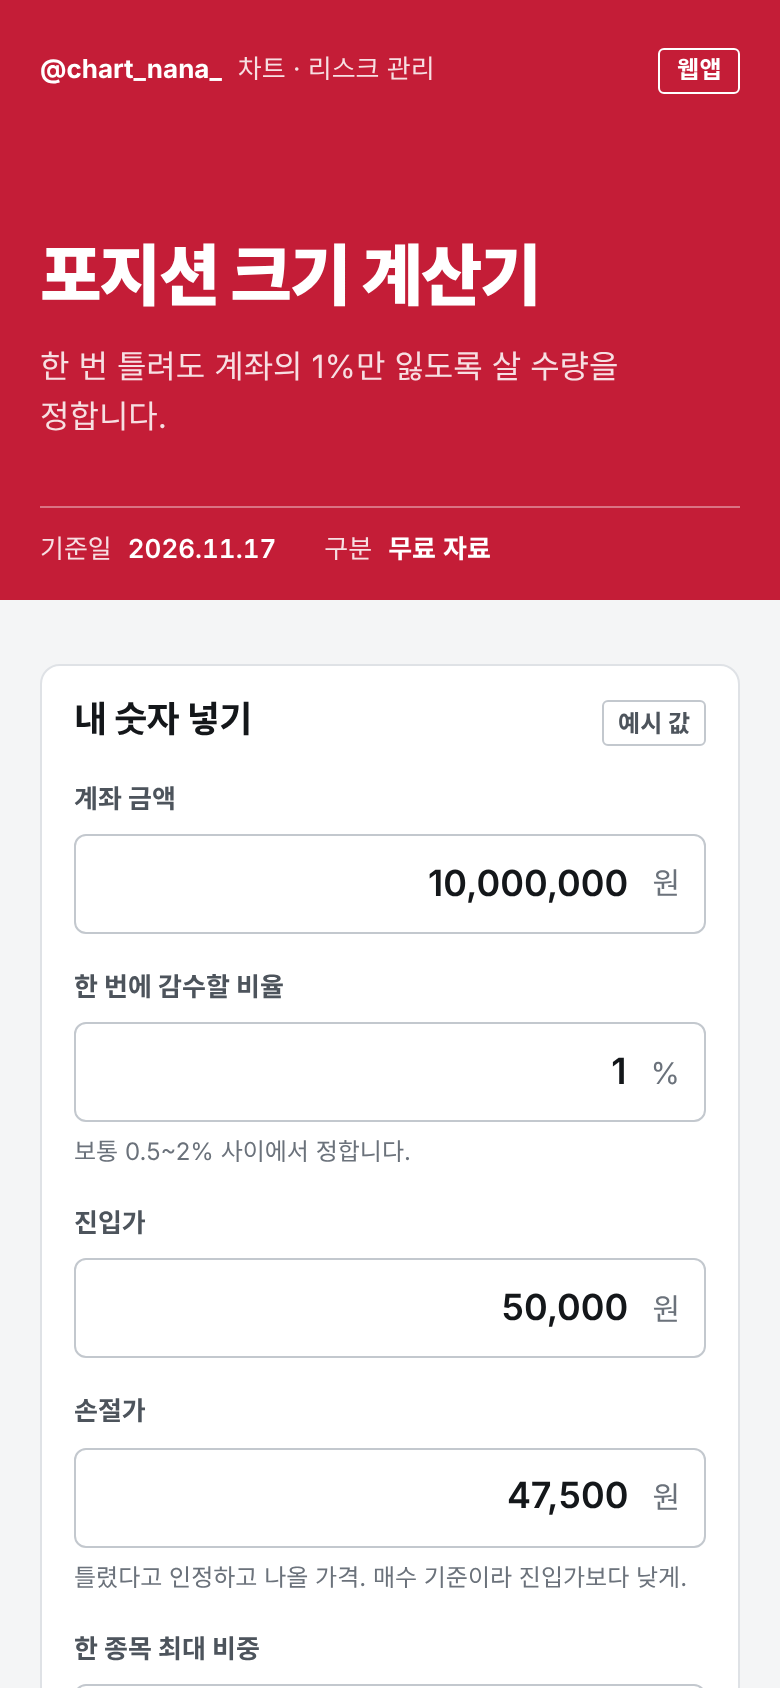 @chart_nana_ 차트 · 리스크 관리
웹앱
포지션 크기 계산기
한 번 틀려도 계좌의 1%만 잃도록 살 수량을
정합니다.
기준일 2026.11.17 구분 무료 자료
내 숫자 넣기
예시 값
계좌 금액
10,000,000 원
한 번에 감수할 비율
1 %
보통 0.5~2% 사이에서 정합니다.
진입가
50,000 원
손절가
47,500 원
틀렸다고 인정하고 나올 가격. 매수 기준이라 진입가보다 낮게.
한 종목 최대 비중